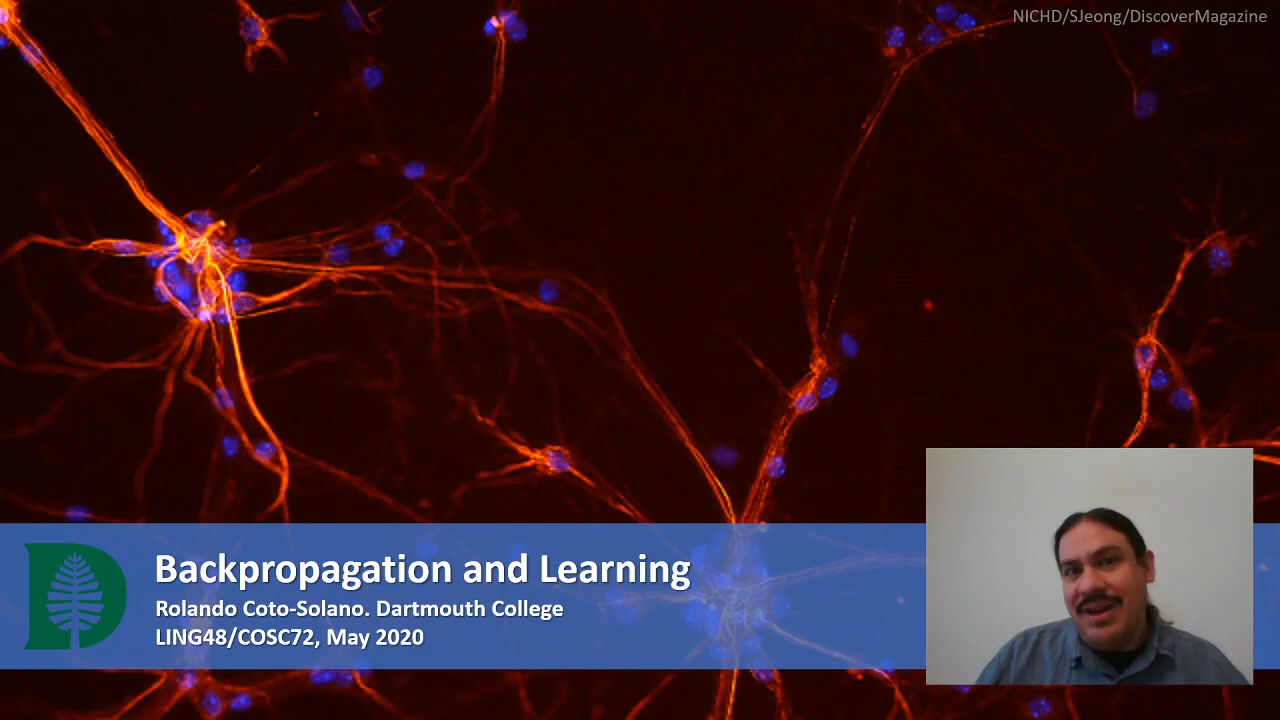 NICHD/SJeong/DiscoverMagazine
Backpropagation and Learning
Rolando Coto-Solano. Dartmouth College
LING48/COSC72, May 2020